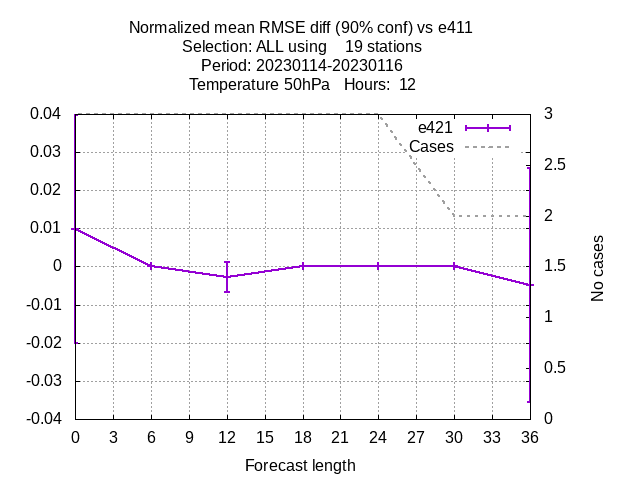 Normalized mean RMSE diff (90% conf) vs e411
Selection: ALL using    19 stations
Period: 20230114-20230116
Temperature 50hPa   Hours:  12
0.04
0.03
0.02
0.01
0
-0.01
-0.02
-0.03
-0.04
e421
Cases
3
2.5
2
1.5
1
0.5
0
No cases
0 3 6 9 12 15 18 21 24 27 30 33 36
Forecast length